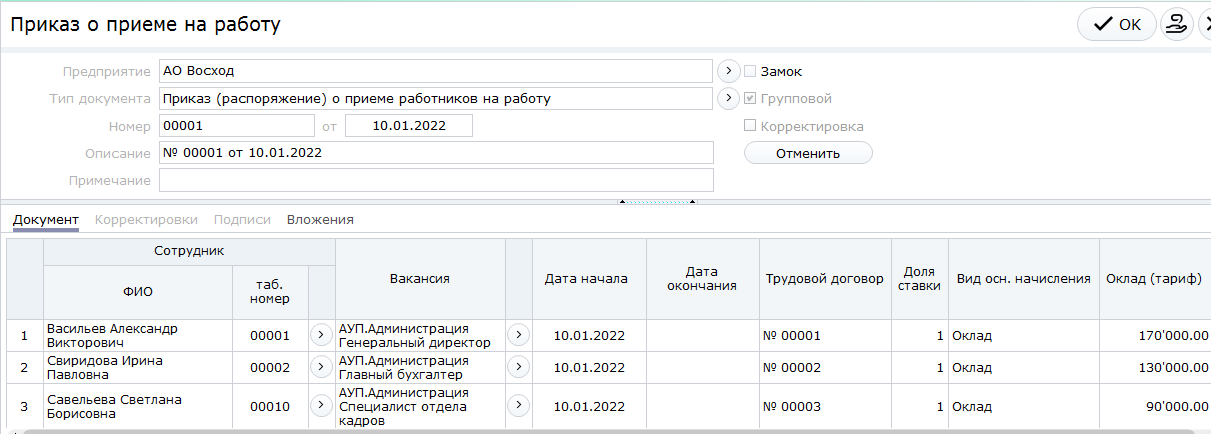 Приказ о приеме на работу
OK
Предприятие АО Восход Замок
Тип документа Приказ (распоряжение) о приеме работников на работу Групповой
Номер 00001 от 10.01.2022 Корректировка
Описание № 00001 от 10.01.2022 Отменить
Примечание
Документ Корректировки Подписи Вложения
Сотрудник
ФИО
таб.
номер
Вакансия
Дата начала
Дата
окончания
Трудовой договор
Доля
ставки
Вид осн. начисления
Оклад (тариф)
1
Васильев Александр
Викторович
00001
АУП.Администрация
Генеральный директор
10.01.2022
№ 00001
1
Оклад
170'000.00
2
Свиридова Ирина
Павловна
00002
АУП.Администрация
Главный бухгалтер
10.01.2022
№ 00002
1
Оклад
130'000.00
3
Савельева Светлана
Борисовна
00010
АУП.Администрация
Специалист отдела
кадров
10.01.2022
№ 00003
1
Оклад
90'000.00